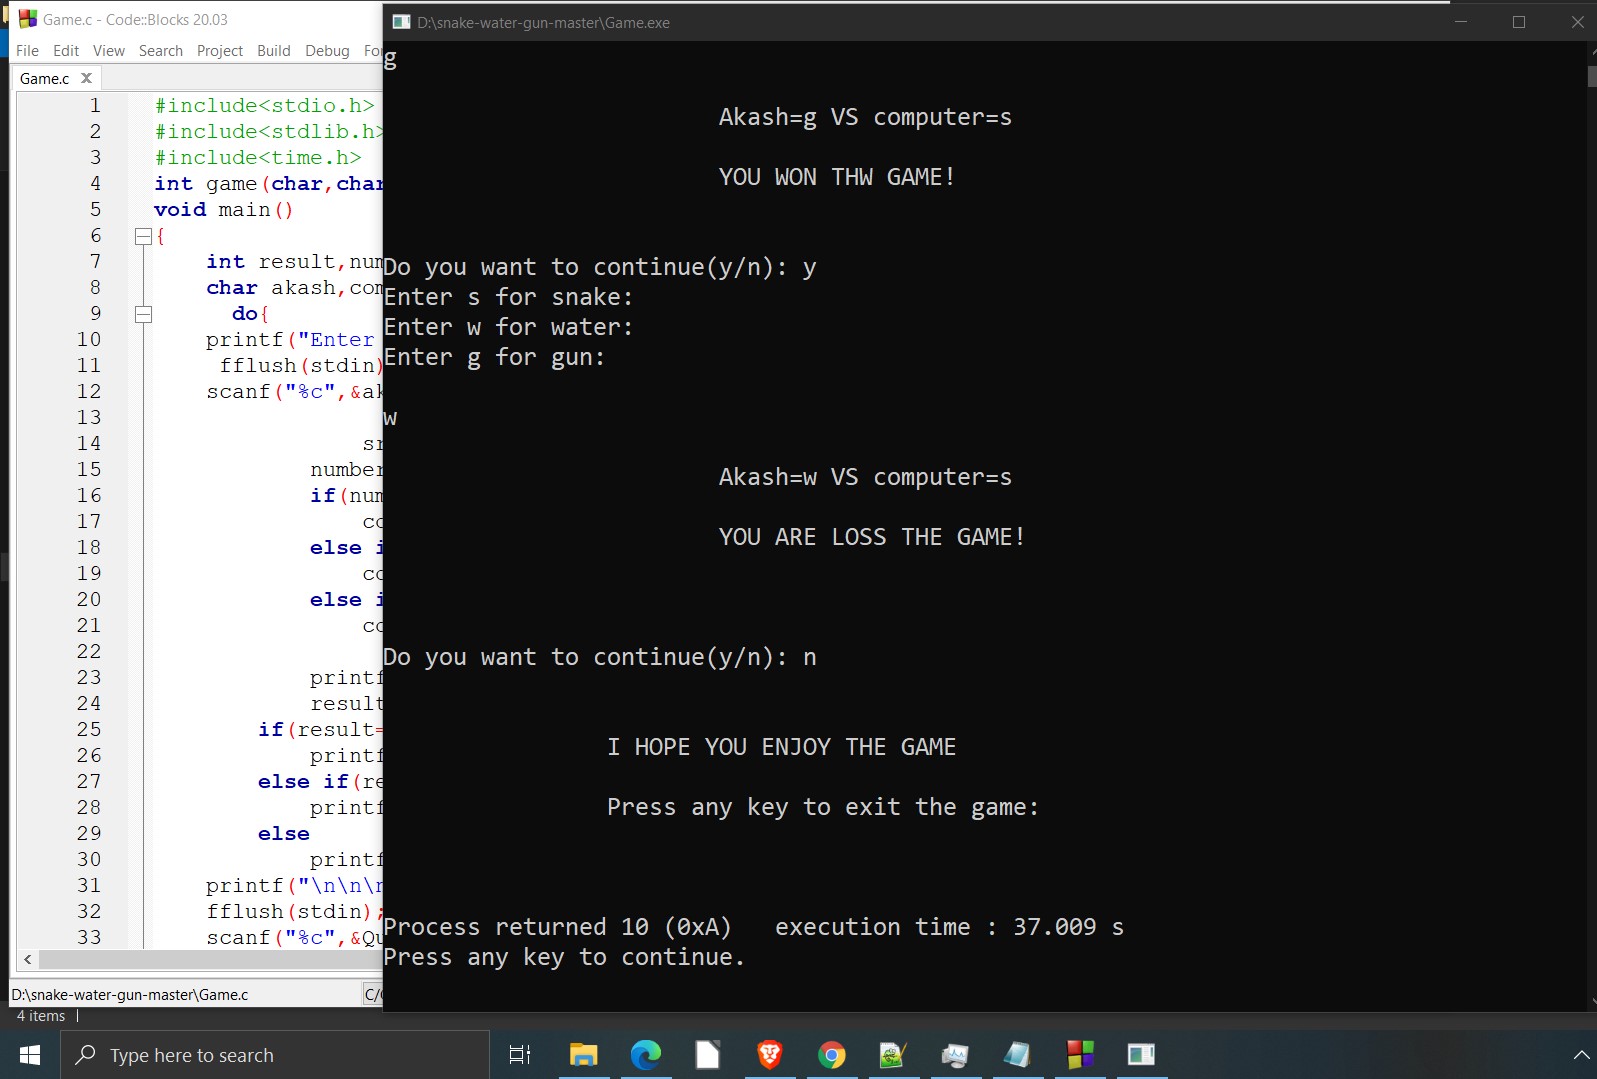 Game.c - Code::Blocks 20.03
File Edit View Search Project Build Debug
Game.c
1 #include<stdio.h>
2 #include<stdlib.h>
3 #include<time.h>
4 int game(char,char
5 void main()
6 {
7 int result,num
8 char akash,com
9 do{
10 printf("Enter
11 fflush(stdin)
12 scanf("%c",&ak
13
14 sr
15 number
16 if(num
17 co
18 else i
19 co
20 else i
21 co
22
23 printf
24 result
25 if(result=
26 printf
27 else if(re
28 printf
29 else
30 printf
31 printf("\n\n\n
32 fflush(stdin);
33 scanf("%c",&Qu
D:\snake-water-gun-master\Game.c C/C
4 items
D:\snake-water-gun-master\Game.exe
g
Akash=g VS computer=s
YOU WON THW GAME!
Do you want to continue(y/n): y
Enter s for snake:
Enter w for water:
Enter g for gun:
w
Akash=w VS computer=s
YOU ARE LOSS THE GAME!
Do you want to continue(y/n): n
I HOPE YOU ENJOY THE GAME
Press any key to exit the game:
Process returned 10 (0xA) execution time : 37.009 s
Press any key to continue.
Type here to search